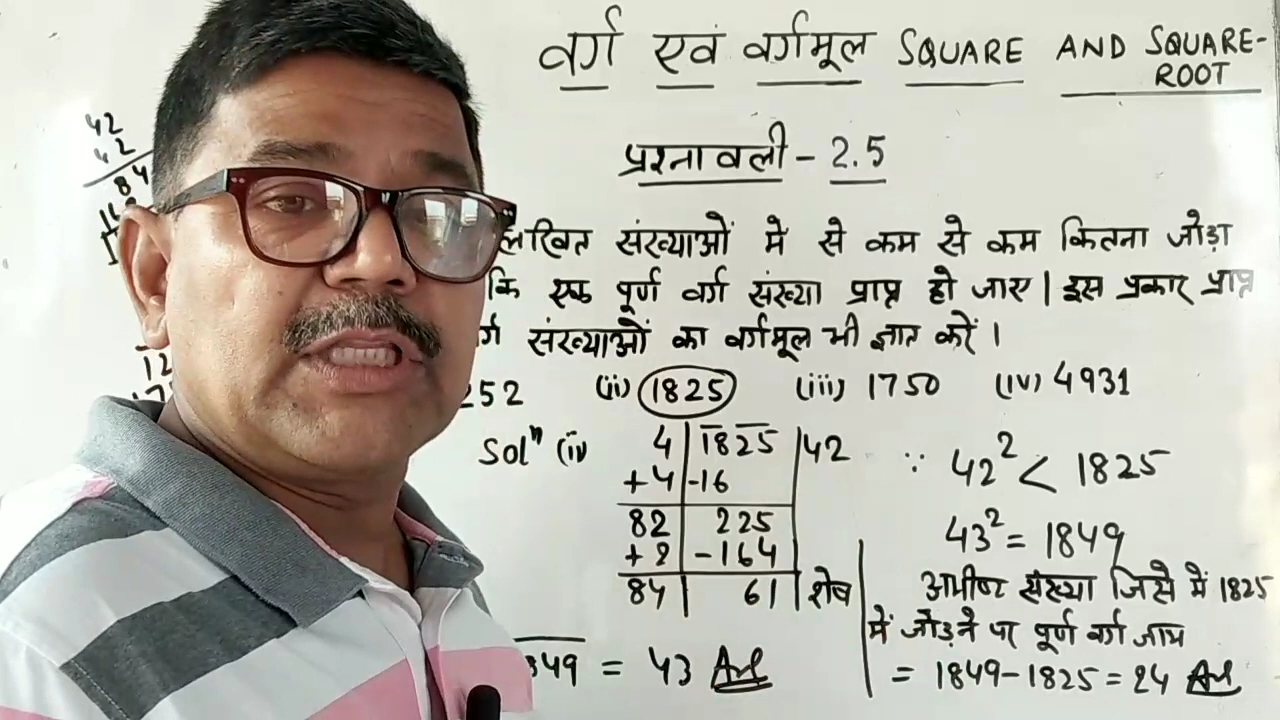 वर्ग एवं वर्गमूल SQUARE AND SQUARE-
ROOT
प्रश्नावली - 2.5
संख्याओं में से कम से कम कितना जोड़ा
कि एक पूर्ण वर्ग संख्या प्राप्त हो जाए। इस प्रकार प्राप्त
संख्याओं का वर्गमूल भी ज्ञात करें।
252 (ii) 1825 (iii) 1750 (iv) 4931
42
42
84
Solⁿ (ii)
4 | 1825 | 42
+4 | -16
82 | 225
+2 | -164
84 | 61 | शेष
= 43 Ans
∵ 42² < 1825
43² = 1849
अभीष्ट संख्या जिसे में 1825
में जोड़ने पर पूर्ण वर्ग जाय
= 1849-1825 = 24 Ans